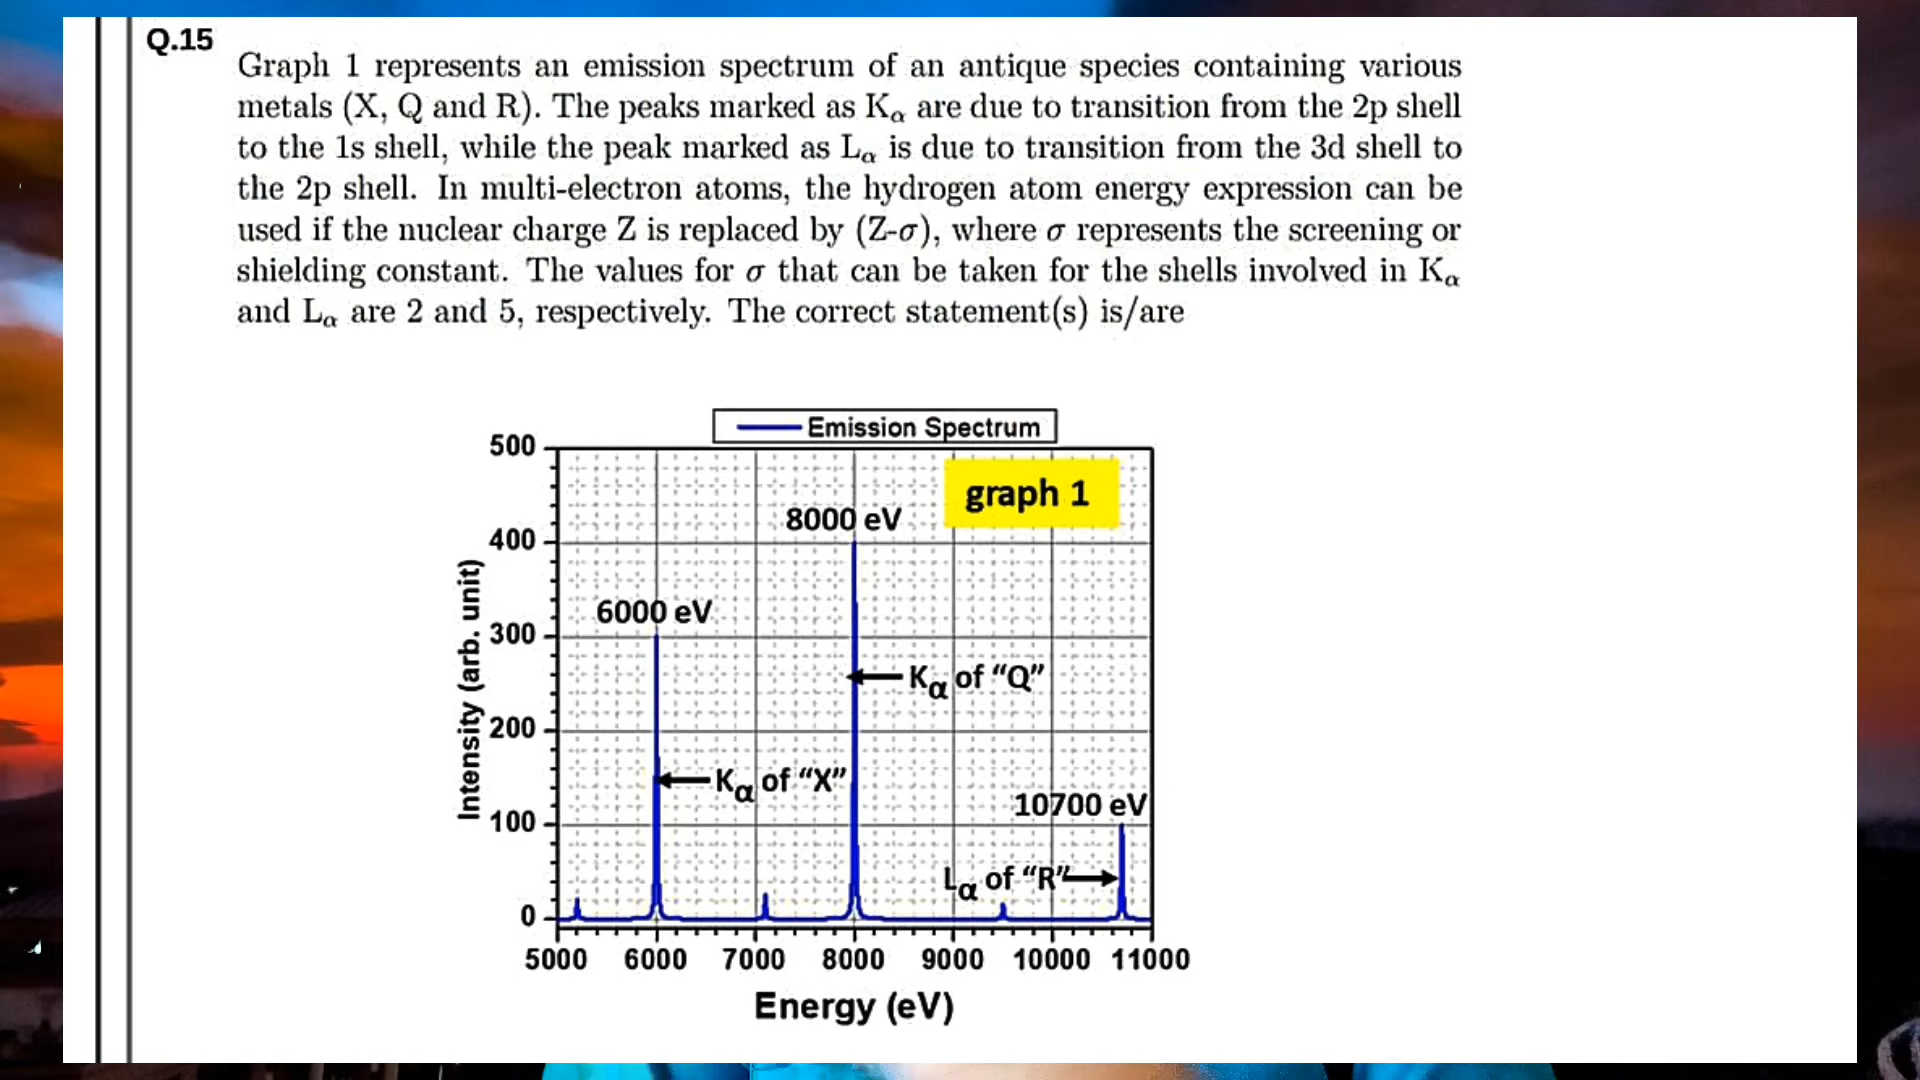 Q.15
Graph 1 represents an emission spectrum of an antique species containing various
metals (X, Q and R). The peaks marked as Kα are due to transition from the 2p shell
to the 1s shell, while the peak marked as Lα is due to transition from the 3d shell to
the 2p shell. In multi-electron atoms, the hydrogen atom energy expression can be
used if the nuclear charge Z is replaced by (Z-σ), where σ represents the screening or
shielding constant. The values for σ that can be taken for the shells involved in Kα
and Lα are 2 and 5, respectively. The correct statement(s) is/are
Emission Spectrum
graph 1
500
400
300
200
100
0
Intensity (arb. unit)
8000 eV
6000 eV
Kα of “Q”
Kα of “X”
10700 eV
Lα of “R”
5000 6000 7000 8000 9000 10000 11000
Energy (eV)